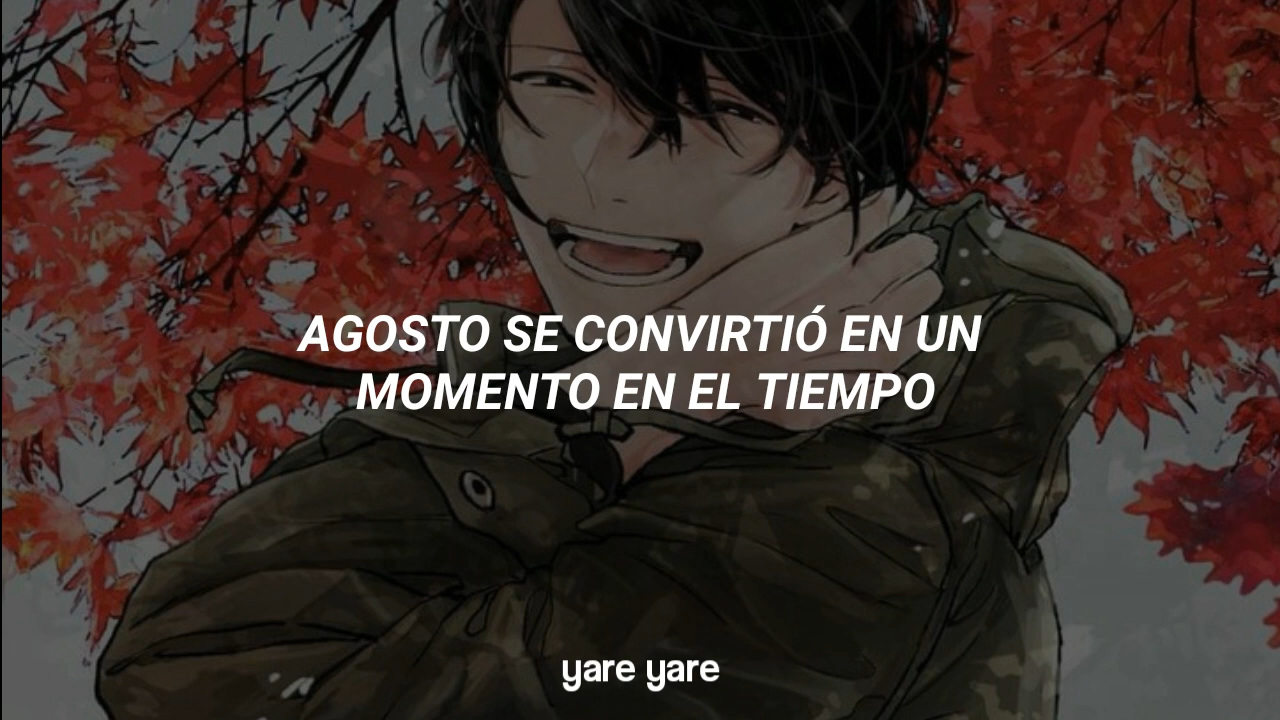 AGOSTO SE CONVIRTIÓ EN UN
MOMENTO EN EL TIEMPO
yare yare